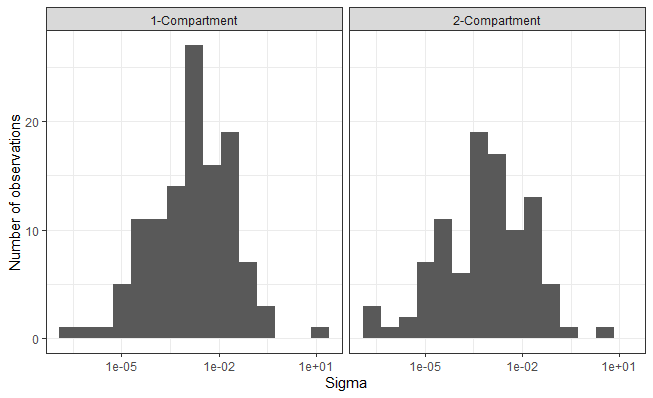 1-Compartment 2-Compartment
Number of observations
20
10
0
1e-05 1e-02 1e+01 1e-05 1e-02 1e+01
Sigma